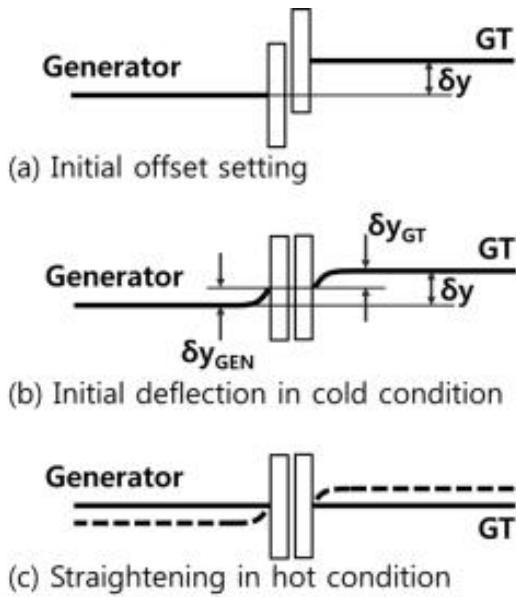 GT
Generator
δy
(a) Initial offset setting
δyGT
GT
Generator
δy
δyGEN
(b) Initial deflection in cold condition
Generator
GT
(c) Straightening in hot condition